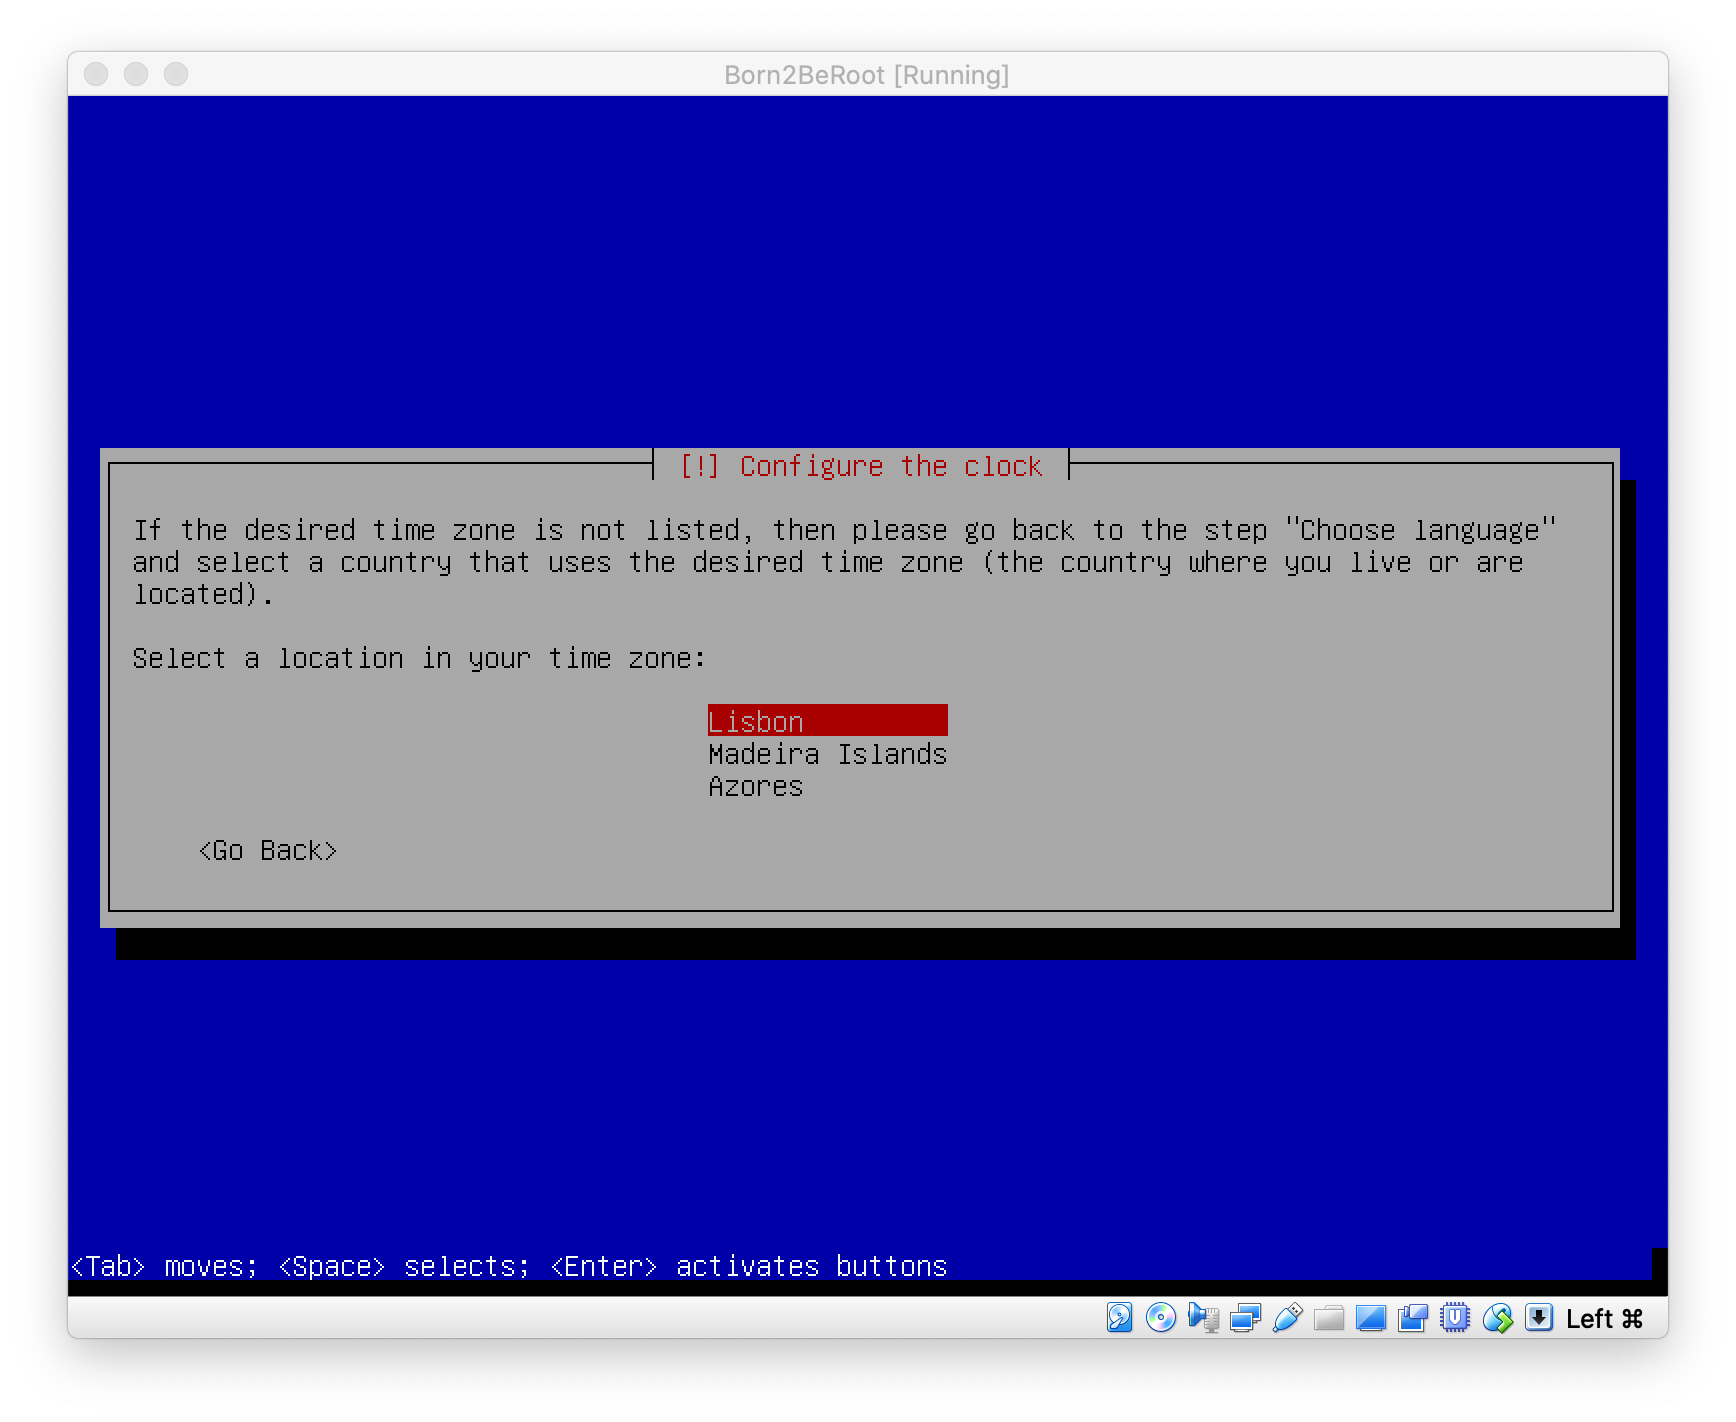 Born2BeRoot [Running]
[!] Configure the clock
If the desired time zone is not listed, then please go back to the step "Choose language"
and select a country that uses the desired time zone (the country where you live or are
located).
Select a location in your time zone:
Lisbon
Madeira Islands
Azores
<Go Back>
<Tab> moves; <Space> selects; <Enter> activates buttons
Left ⌘